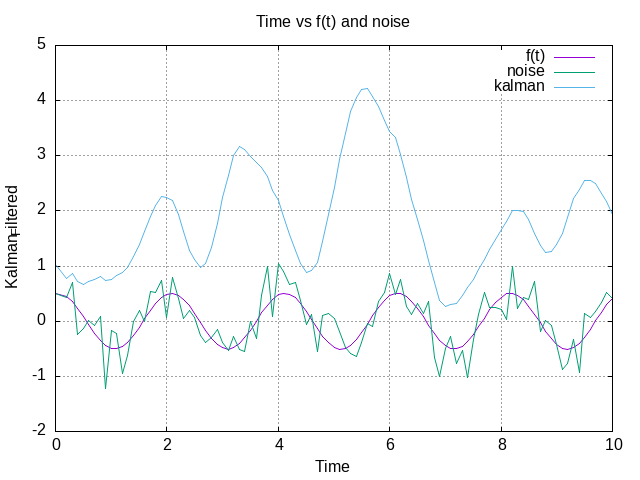 Time vs f(t) and noise
f(t)
noise
kalman
5
4
3
2
1
0
-1
-2
Kalman_Filtered
0
2
4
6
8
10
Time